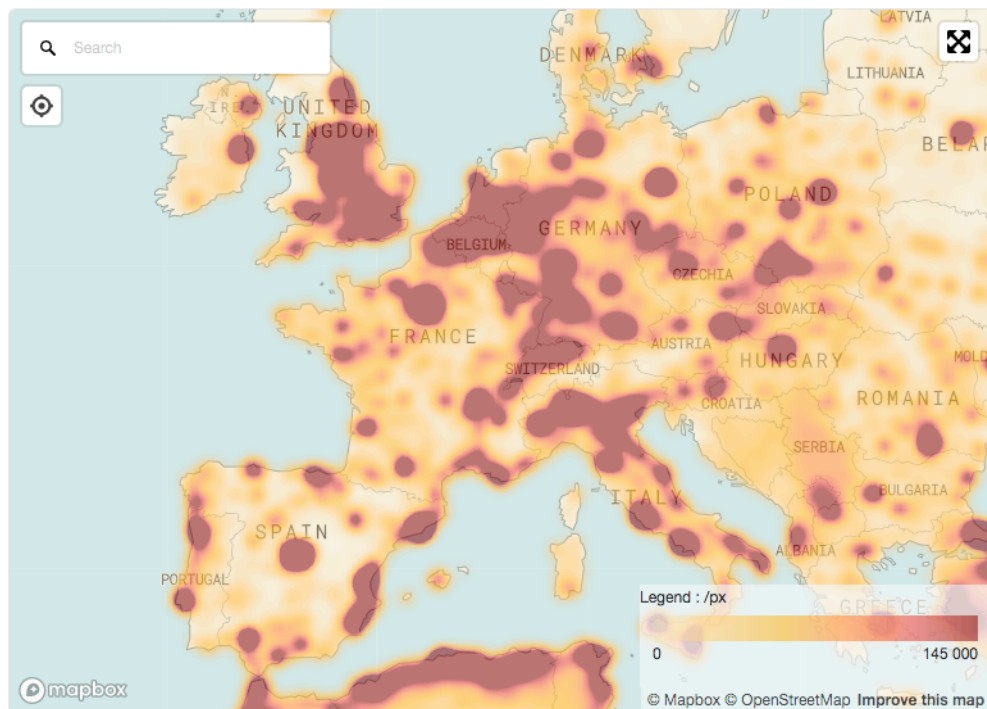 LATVIA
Search
DENMARK
LITHUANIA
N.
IRE
UNITED
KINGDOM
BELAR
POLAND
GERMANY
BELGIUM
CZECHIA
SLOVAKIA
FRANCE
AUSTRIA
HUNGARY
MOLD
SWITZERLAND
CROATIA
ROMANIA
SERBIA
ITALY
BULGARIA
SPAIN
ALBANIA
PORTUGAL
Legend : /px
GREECE
0 145 000
mapbox
© Mapbox © OpenStreetMap Improve this map